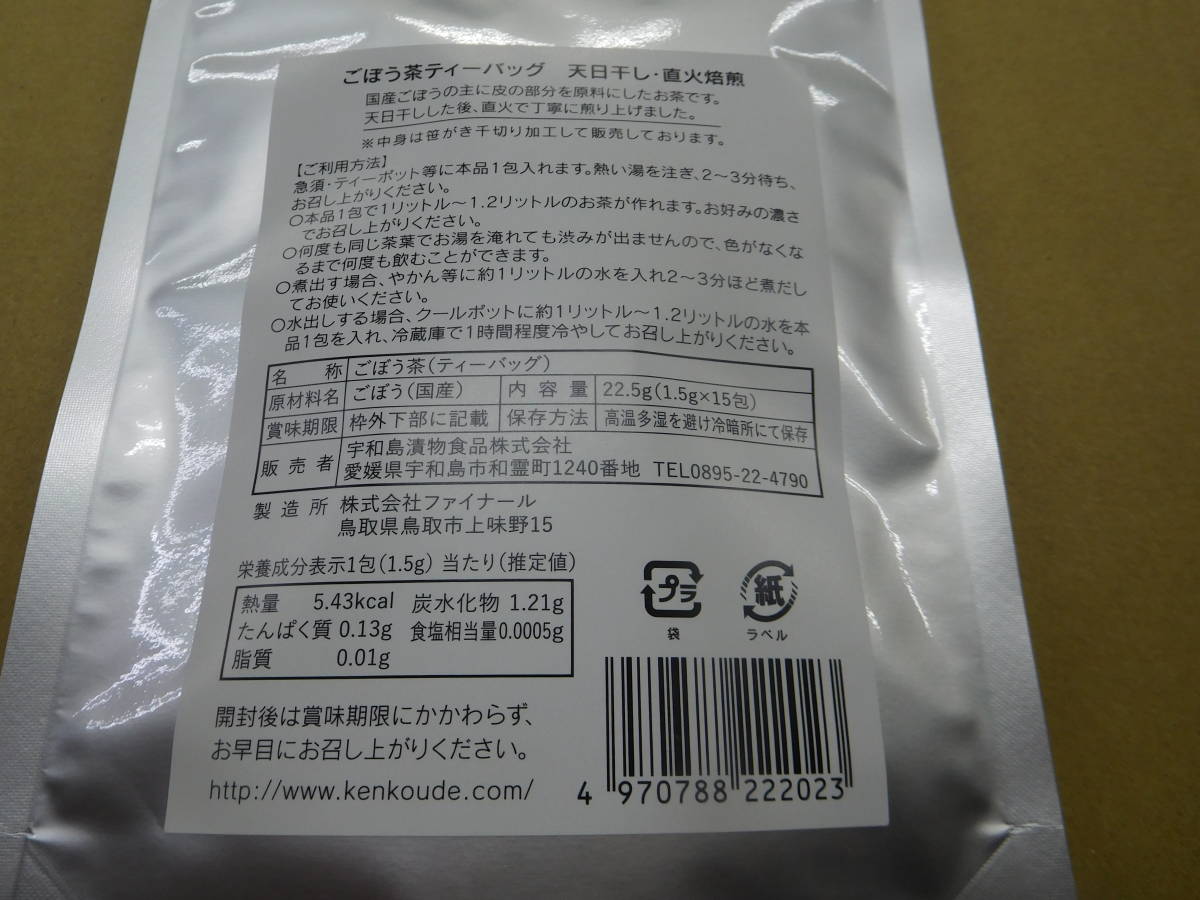 ごぼう茶ティーバッグ　天日干し・直火焙煎
国産ごぼうの主に皮の部分を原料にしたお茶です。
天日干しした後、直火で丁寧に煎り上げました。
※中身は笹がき千切り加工して販売しております。
【ご利用方法】
急須・ティーポット等に本品1包入れます。熱い湯を注ぎ、2～3分待ち、
お召し上がりください。
○本品1包で1リットル～1.2リットルのお茶が作れます。お好みの濃さ
でお召し上がりください。
○何度も同じ茶葉でお湯を淹れても渋みが出ませんので、色がなくな
るまで何度も飲むことができます。
○煮出す場合、やかん等に約1リットルの水を入れ2～3分ほど煮だし
てお使いください。
○水出しする場合、クールポットに約1リットル～1.2リットルの水を本
品1包を入れ、冷蔵庫で1時間程度冷やしてお召し上がりください。
名称 ごぼう茶(ティーバッグ)
原材料名 ごぼう(国産) 内容量 22.5g(1.5g×15包)
賞味期限 枠外下部に記載 保存方法 高温多湿を避け冷暗所にて保存
販売者 宇和島漬物食品株式会社
愛媛県宇和島市和霊町1240番地 TEL0895-22-4790
製造所 株式会社ファイナール
鳥取県鳥取市上味野15
栄養成分表示1包(1.5g)当たり(推定値)
熱量 5.43kcal 炭水化物 1.21g
たんぱく質 0.13g 食塩相当量0.0005g
脂質 0.01g
プラ 紙
袋 ラベル
開封後は賞味期限にかかわらず、
お早目にお召し上がりください。
http://www.kenkoude.com/
4 970788 222023